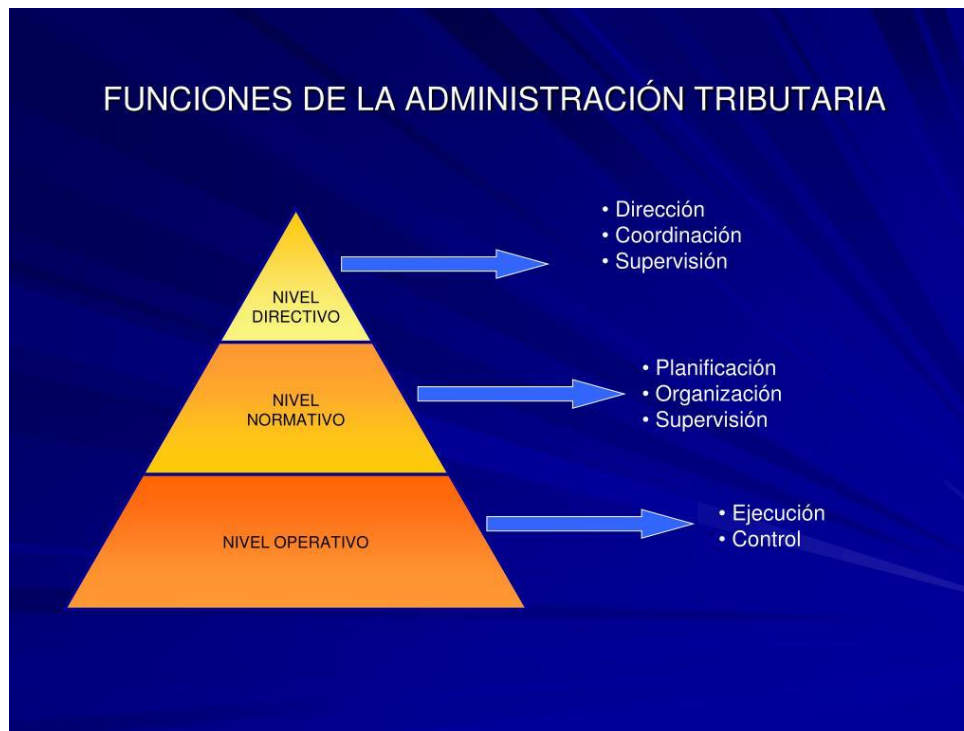 FUNCIONES DE LA ADMINISTRACIÓN TRIBUTARIA
NIVEL
DIRECTIVO
• Dirección
• Coordinación
• Supervisión
NIVEL
NORMATIVO
• Planificación
• Organización
• Supervisión
NIVEL OPERATIVO
• Ejecución
• Control